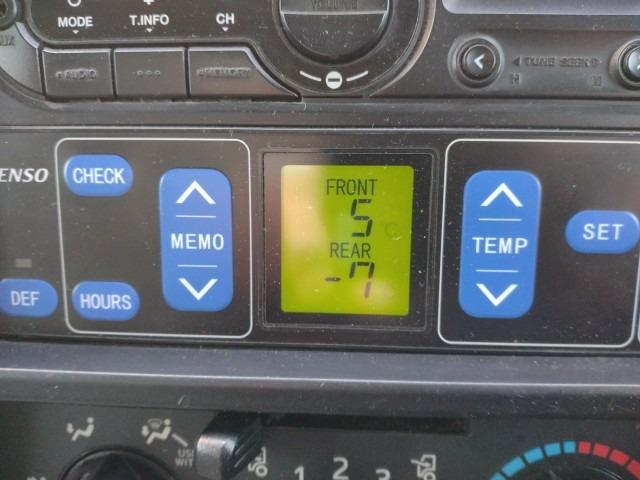 VOLUME
MODE T.INFO CH
AUDIO
MEMORY
TUNE SEEK
CHECK
MEMO
DEF
HOURS
FRONT
5 °C
REAR
-7
TEMP
SET
1 2 3